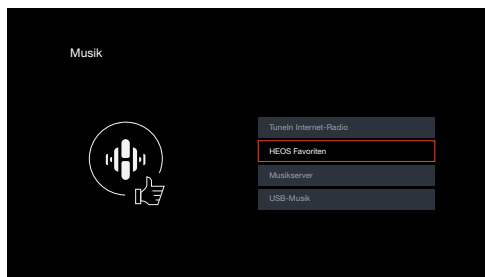 Musik
TuneIn Internet-Radio
HEOS Favoriten
Musikserver
USB-Musik